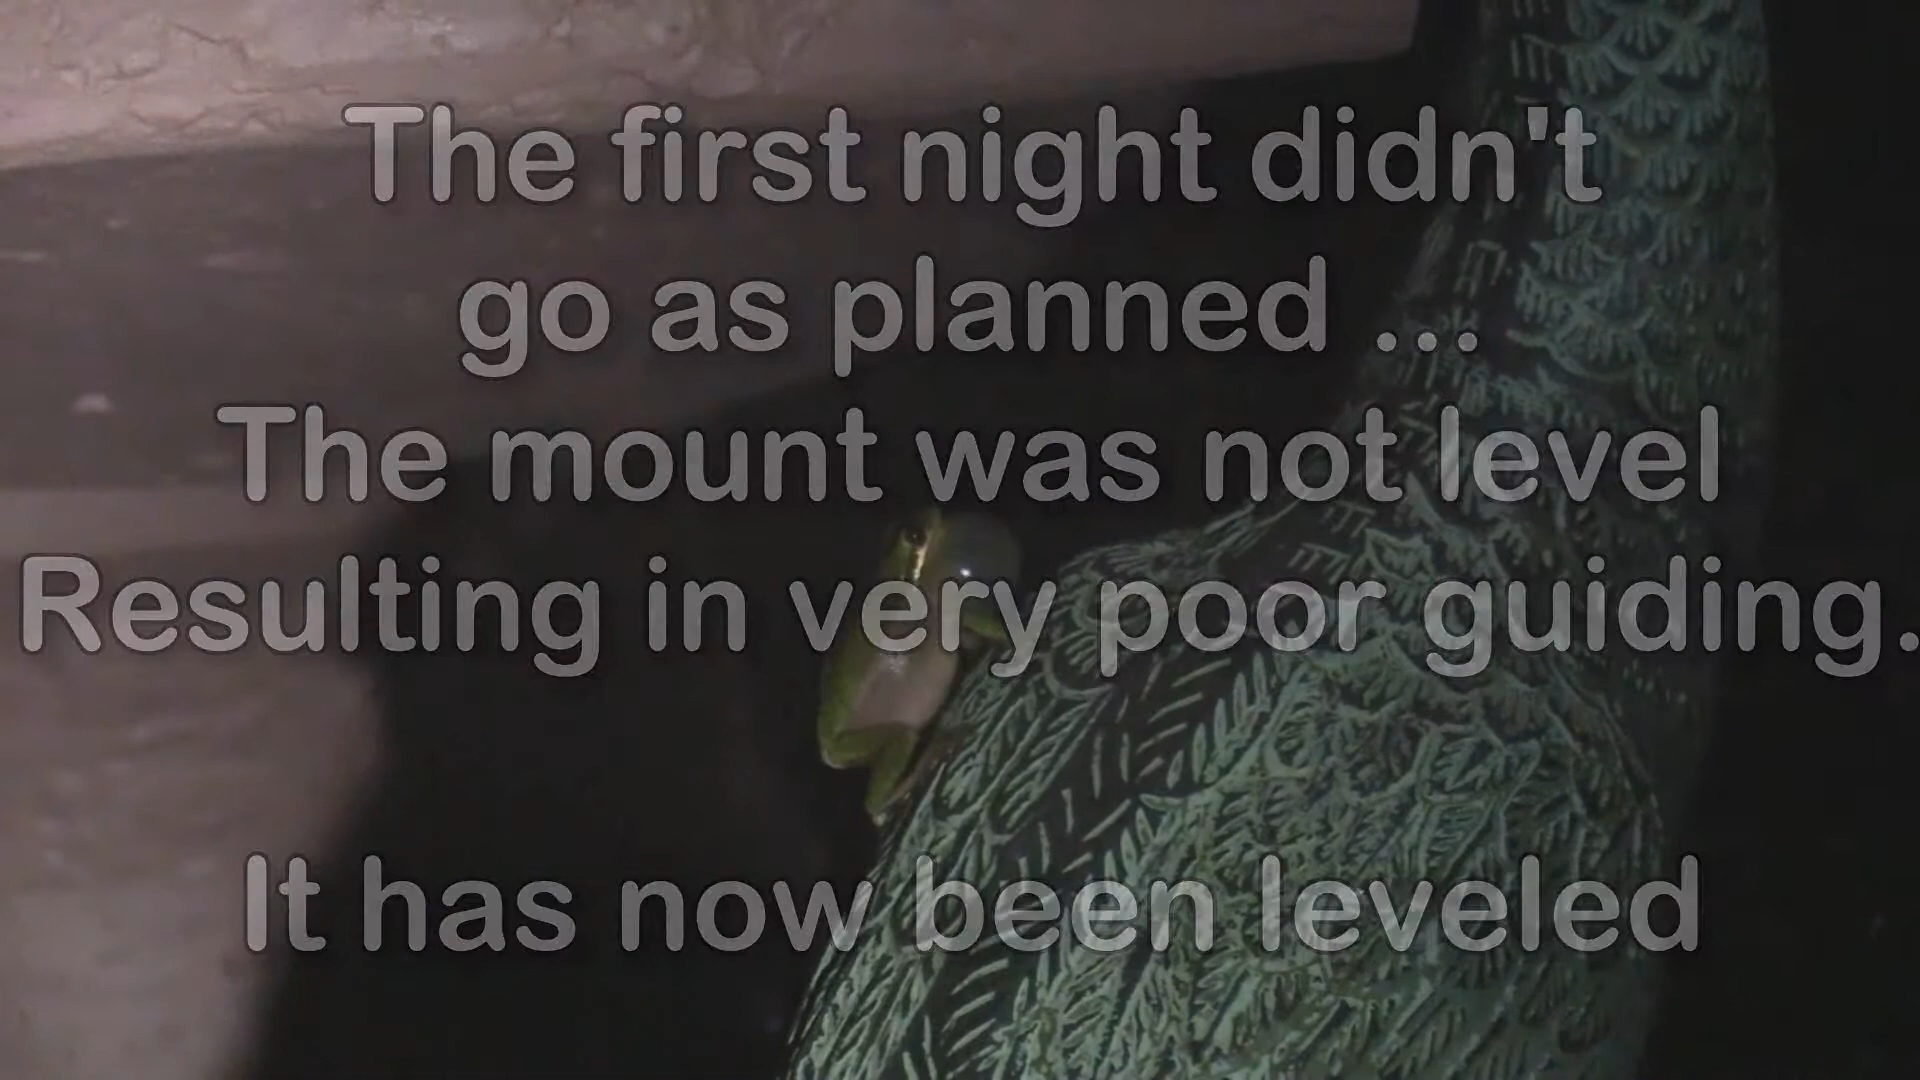 The first night didn't
go as planned ...
The mount was not level
Resulting in very poor guiding.
It has now been leveled